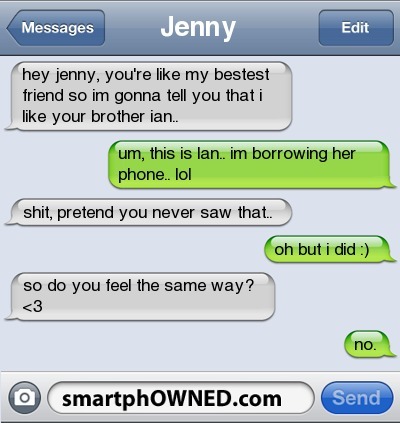 Messages
Jenny
Edit
hey jenny, you're like my bestest
friend so im gonna tell you that i
like your brother ian..
um, this is Ian.. im borrowing her
phone.. lol
shit, pretend you never saw that..
oh but i did :)
so do you feel the same way?
<3
no.
smartphOWNED.com
Send